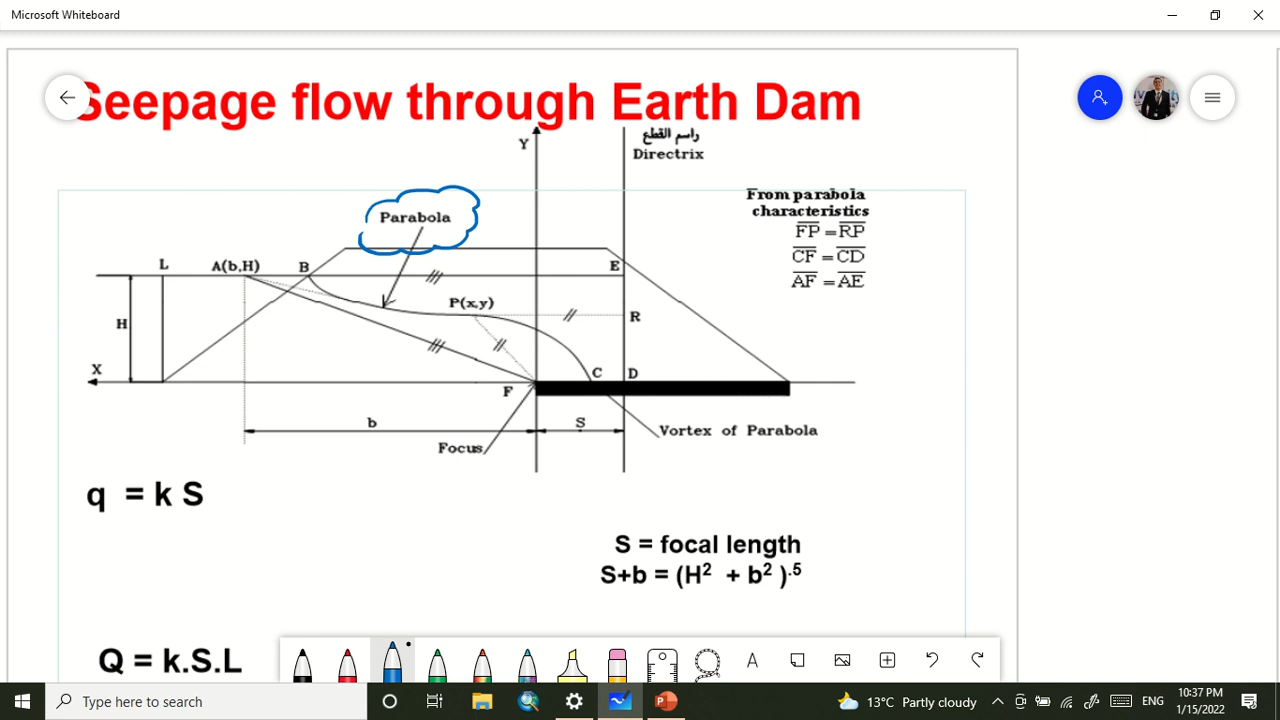 Microsoft Whiteboard
Seepage flow through Earth Dam
Y
راسم القطع
Directrix
From parabola
characteristics
FP = RP
CF = CD
AF = AE
Parabola
L
A(b,H)
B
E
P(x,y)
R
H
X
C
D
F
b
S
Vortex of Parabola
Focus
q = k S
S = focal length
S+b = (H² + b² )·⁵
Q = k.S.L
A
Type here to search
13°C Partly cloudy
ENG
10:37 PM
1/15/2022